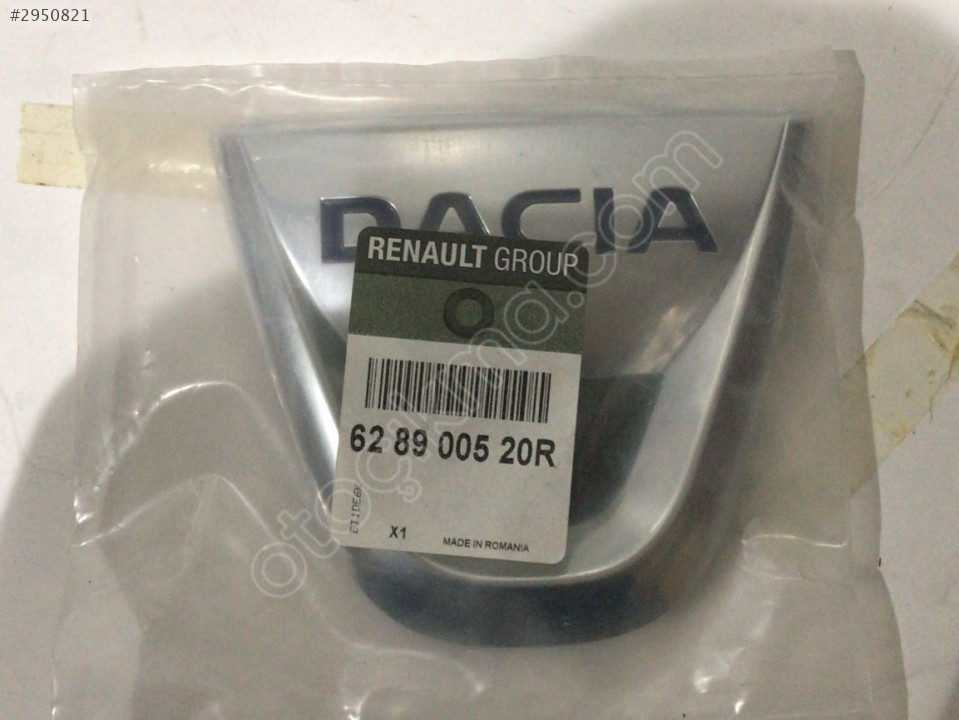 #2950821
DACIA
RENAULT GROUP
62 89 005 20R
X1
MADE IN ROMANIA
otoçıkma.com